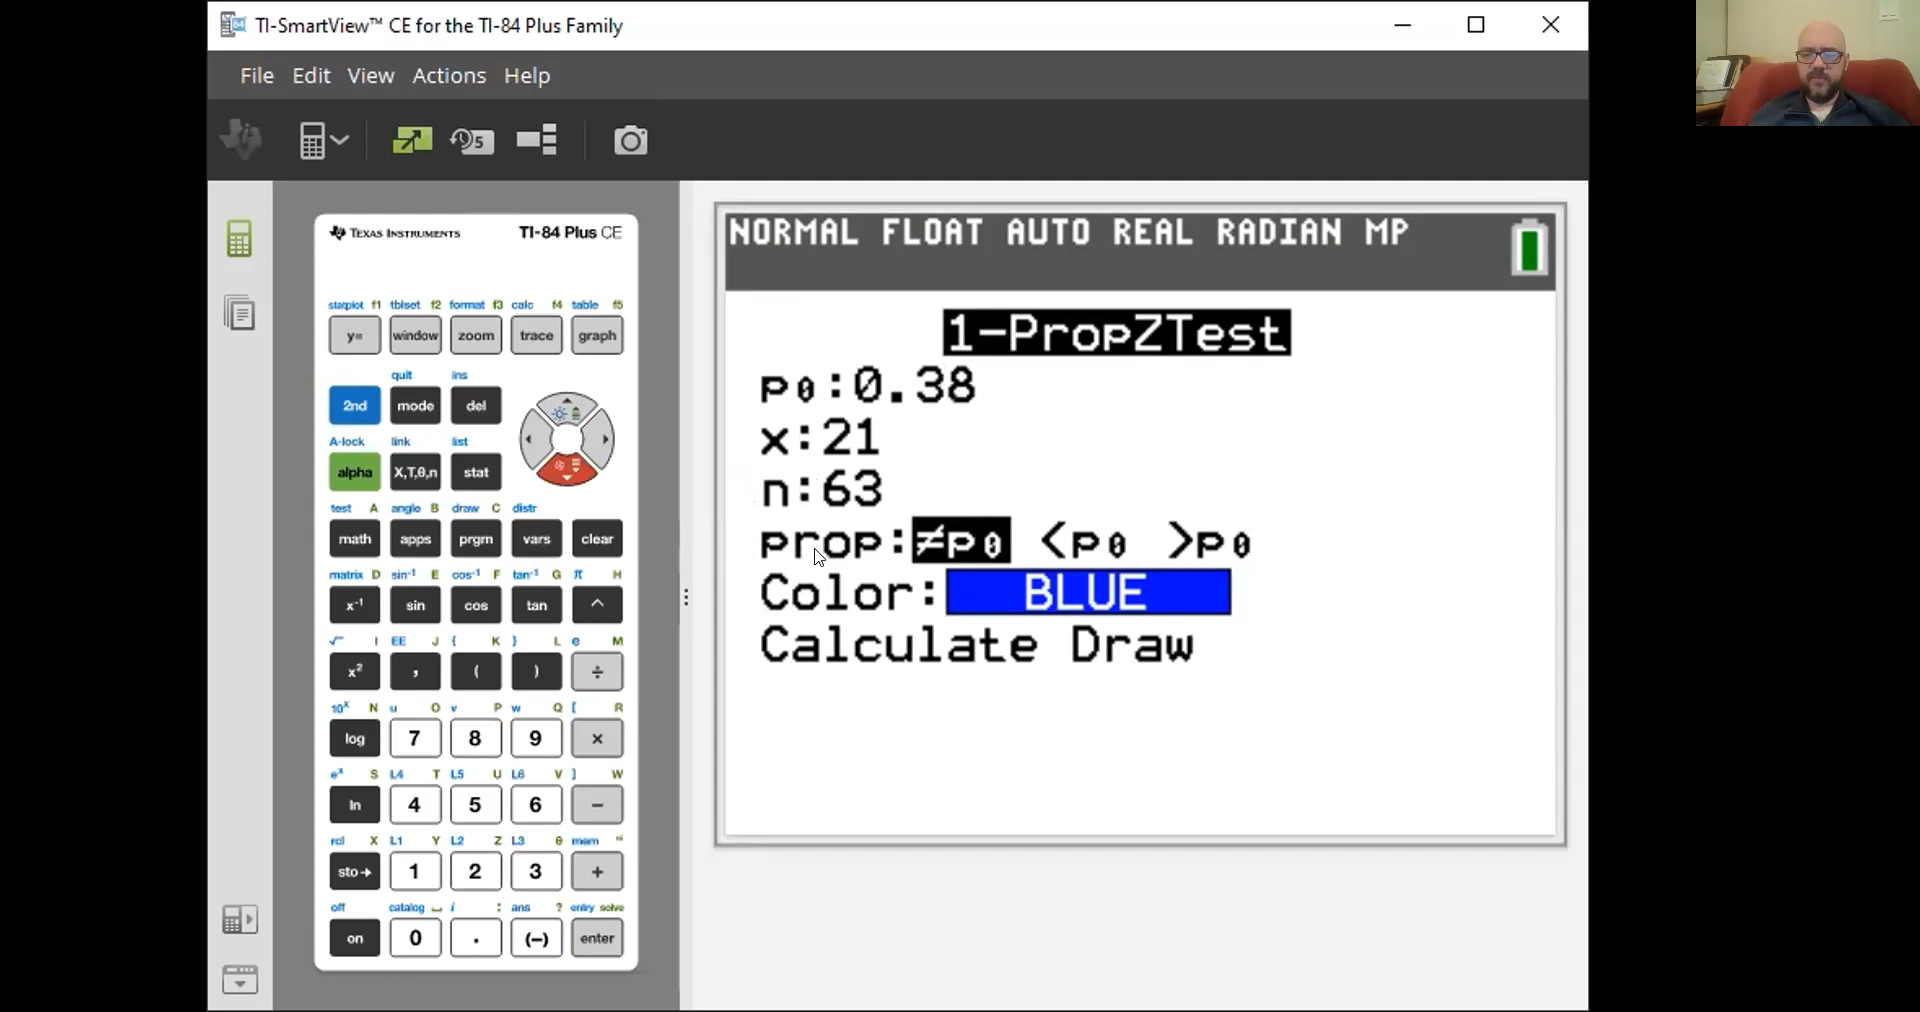 TI-SmartView™ CE for the TI-84 Plus Family
File Edit View Actions Help
5
TEXAS INSTRUMENTS TI-84 Plus CE
statplot f1 tblset f2 format f3 calc f4 table f5
y= window zoom trace graph
quit ins
2nd mode del
A-lock link list
alpha X,T,θ,n stat
test A angle B draw C distr
math apps prgm vars clear
matrix D sin⁻¹ E cos⁻¹ F tan⁻¹ G π H
x⁻¹ sin cos tan ^
√ I EE J { K } L e M
x² , ( ) ÷
10ˣ N u O v P w Q [ R
log 7 8 9 ×
eˣ S L4 T L5 U L6 V ] W
ln 4 5 6 −
rcl X L1 Y L2 Z L3 θ mem "
sto→ 1 2 3 +
off catalog ⎵ i : ans ? entry solve
on 0 . (−) enter
NORMAL FLOAT AUTO REAL RADIAN MP
1-PropZTest
p₀:0.38
x:21
n:63
prop:≠p₀ <p₀ >p₀
Color: BLUE
Calculate Draw